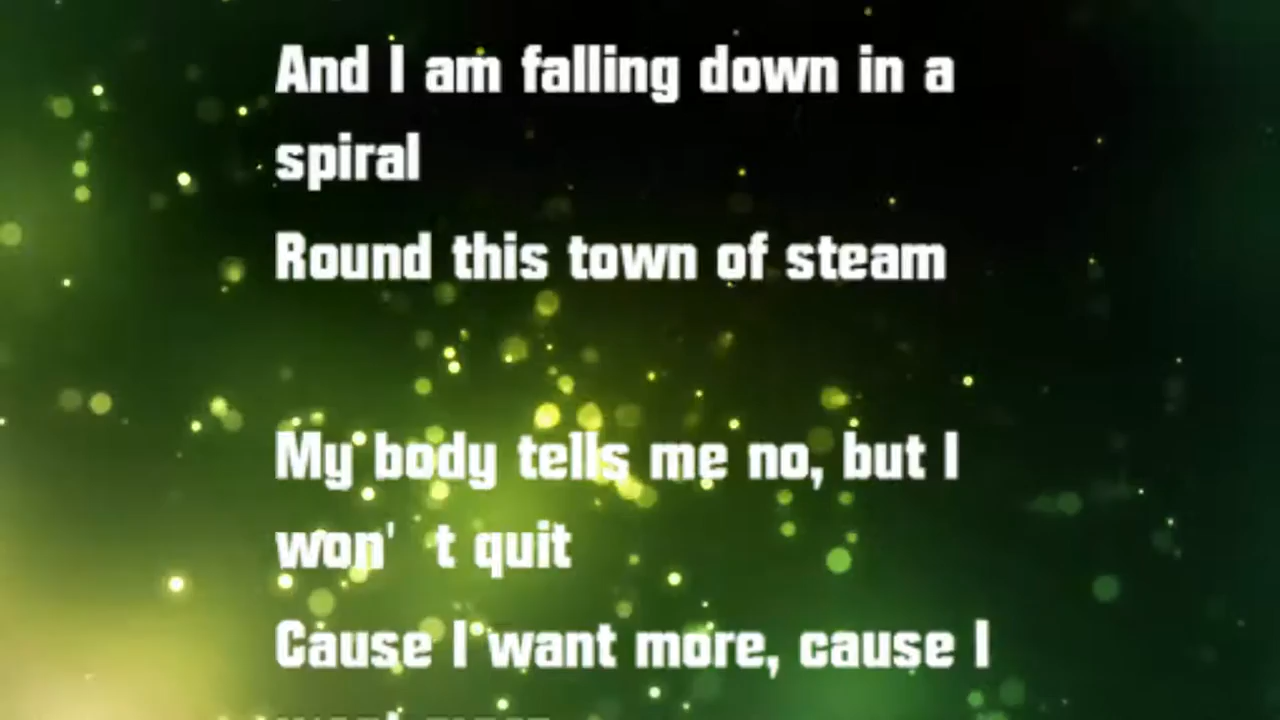 And I am falling down in a
spiral
Round this town of steam
My body tells me no, but I
won' t quit
Cause I want more, cause I